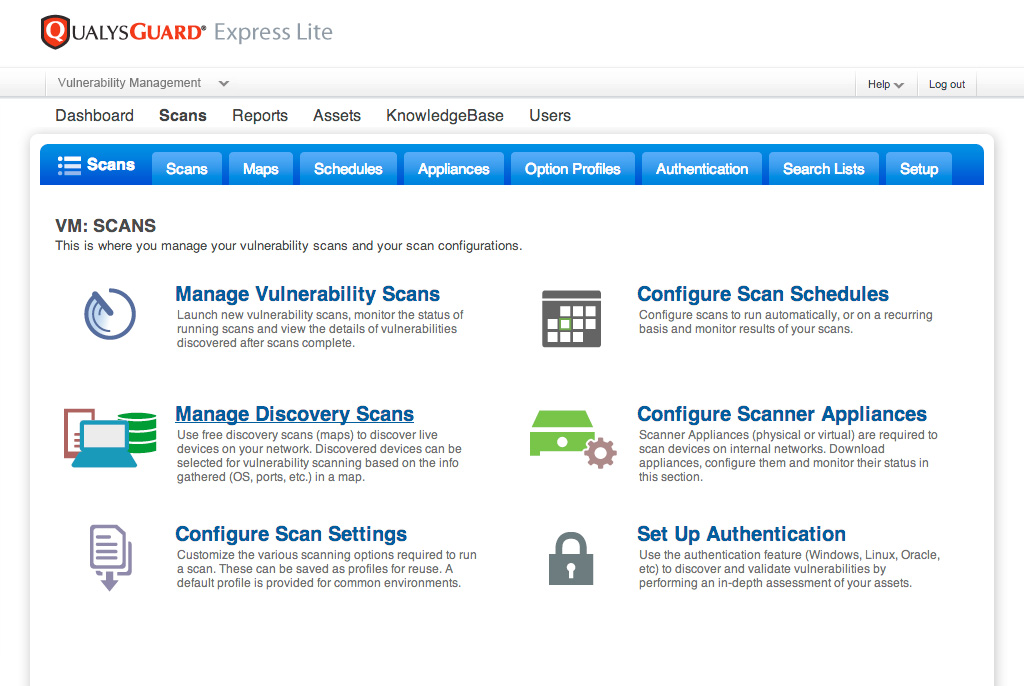 QUALYSGUARD® Express Lite
Vulnerability Management
Help
Log out
Dashboard Scans Reports Assets KnowledgeBase Users
Scans Scans Maps Schedules Appliances Option Profiles Authentication Search Lists Setup
VM: SCANS
This is where you manage your vulnerability scans and your scan configurations.
Manage Vulnerability Scans
Launch new vulnerability scans, monitor the status of
running scans and view the details of vulnerabilities
discovered after scans complete.
Configure Scan Schedules
Configure scans to run automatically, or on a recurring
basis and monitor results of your scans.
Manage Discovery Scans
Use free discovery scans (maps) to discover live
devices on your network. Discovered devices can be
selected for vulnerability scanning based on the info
gathered (OS, ports, etc.) in a map.
Configure Scanner Appliances
Scanner Appliances (physical or virtual) are required to
scan devices on internal networks. Download
appliances, configure them and monitor their status in
this section.
Configure Scan Settings
Customize the various scanning options required to run
a scan. These can be saved as profiles for reuse. A
default profile is provided for common environments.
Set Up Authentication
Use the authentication feature (Windows, Linux, Oracle,
etc) to discover and validate vulnerabilities by
performing an in-depth assessment of your assets.